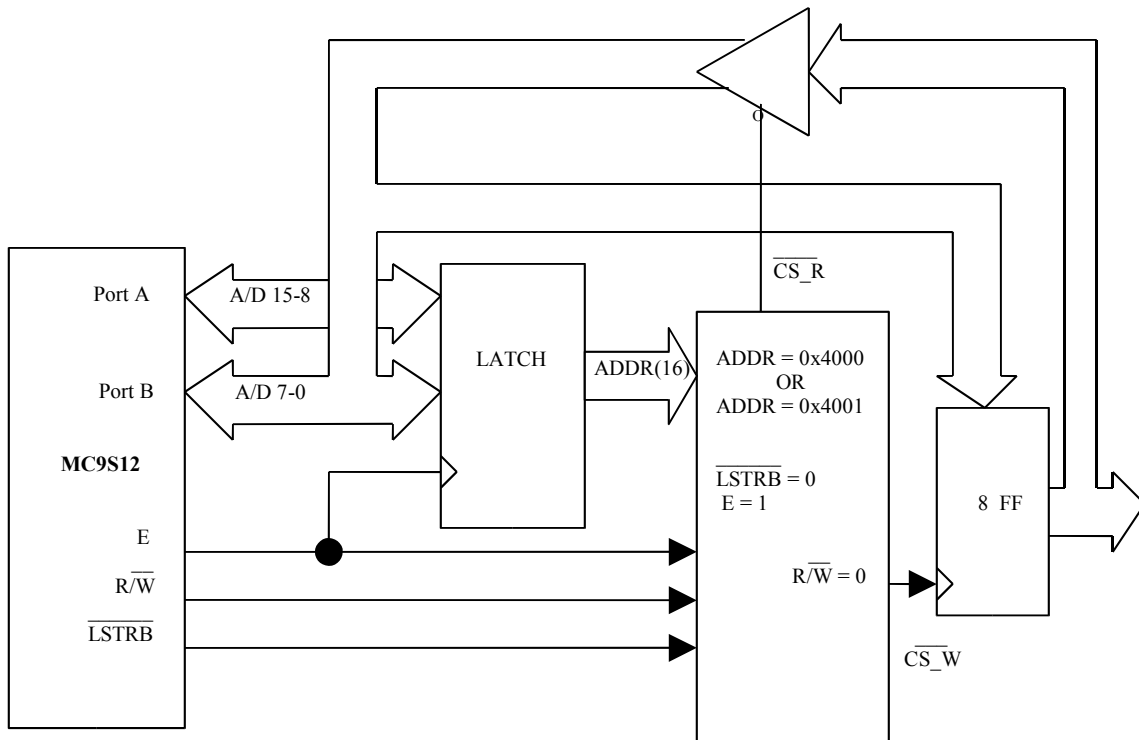 O
CS_R
Port A
A/D 15-8
LATCH
ADDR(16)
ADDR = 0x4000
OR
ADDR = 0x4001
Port B
A/D 7-0
MC9S12
LSTRB = 0
E = 1
8 FF
E
R/W
R/W = 0
LSTRB
CS_W